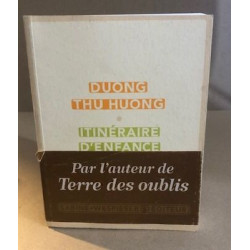 DUONG
THU HUONG
ITINÉRAIRE
D'ENFANCE
Par l'auteur de
Terre des oublis